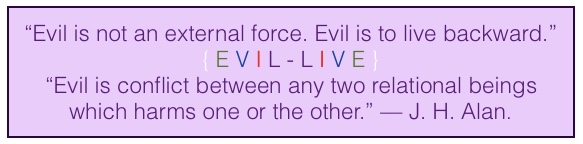 “Evil is not an external force. Evil is to live backward.”
{ E V I L - L I V E }
“Evil is conflict between any two relational beings
which harms one or the other.” — J. H. Alan.